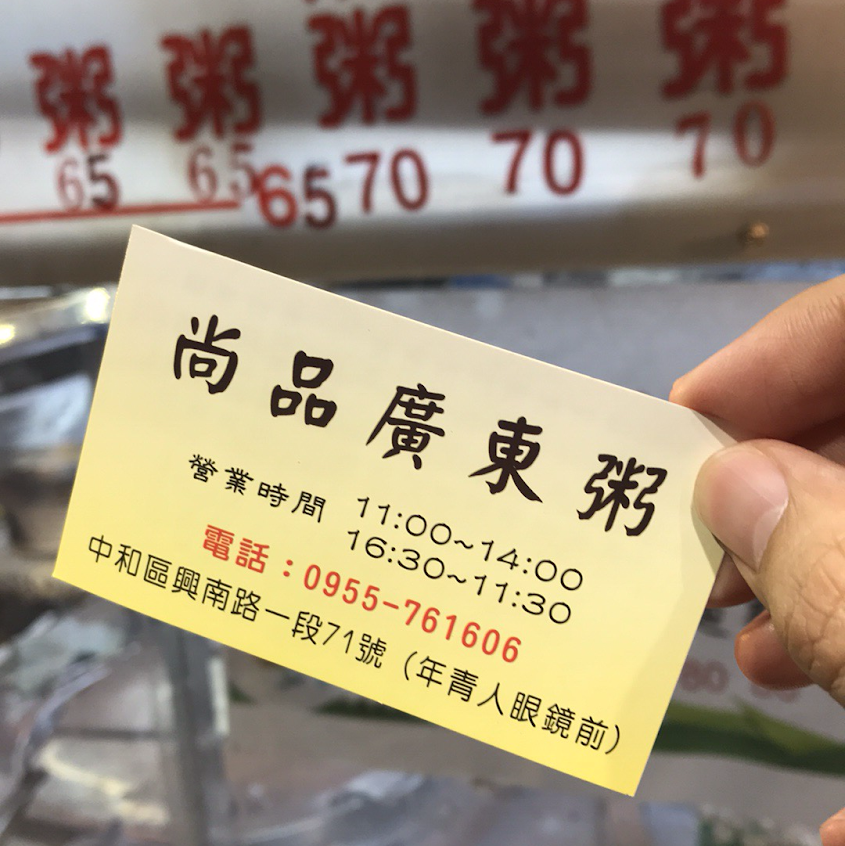 粥 粥 粥 粥 粥
65 65 65 70 70 70
尚品廣東粥
營業時間 11:00~14:00
16:30~11:30
電話：0955-761606
中和區興南路一段71號（年青人眼鏡前）